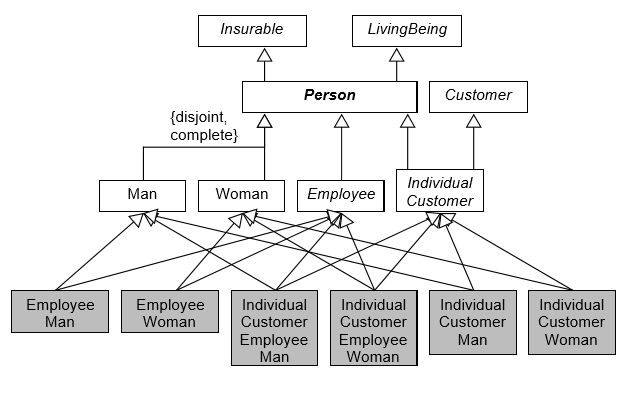 Insurable
LivingBeing
Person
Customer
{disjoint,
complete}
Man
Woman
Employee
Individual
Customer
Employee
Man
Employee
Woman
Individual
Customer
Employee
Man
Individual
Customer
Employee
Woman
Individual
Customer
Man
Individual
Customer
Woman